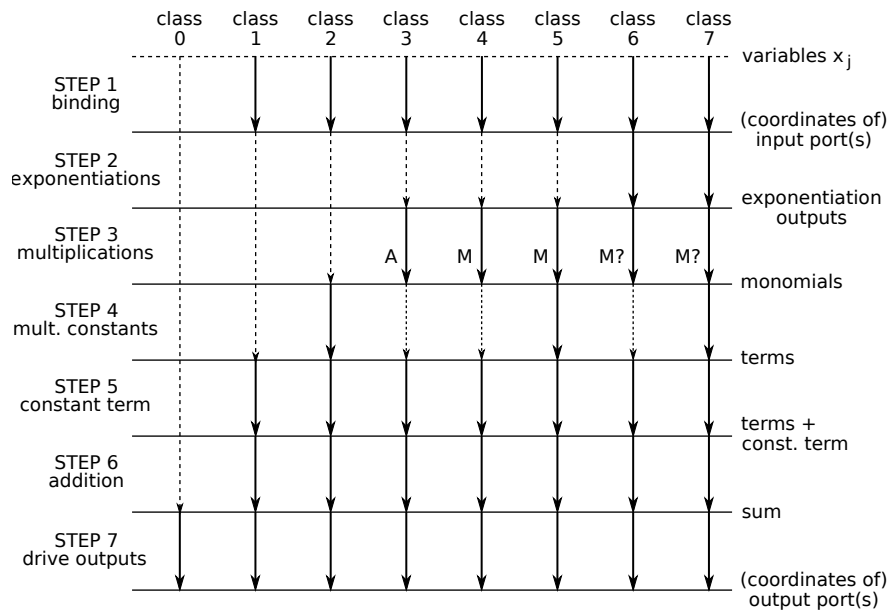 class class class class class class class class
0 1 2 3 4 5 6 7
variables x j
STEP 1
binding
(coordinates of)
input port(s)
STEP 2
exponentiations
exponentiation
outputs
STEP 3
multiplications
A M M M? M?
monomials
STEP 4
mult. constants
terms
STEP 5
constant term
terms +
const. term
STEP 6
addition
sum
STEP 7
drive outputs
(coordinates of)
output port(s)